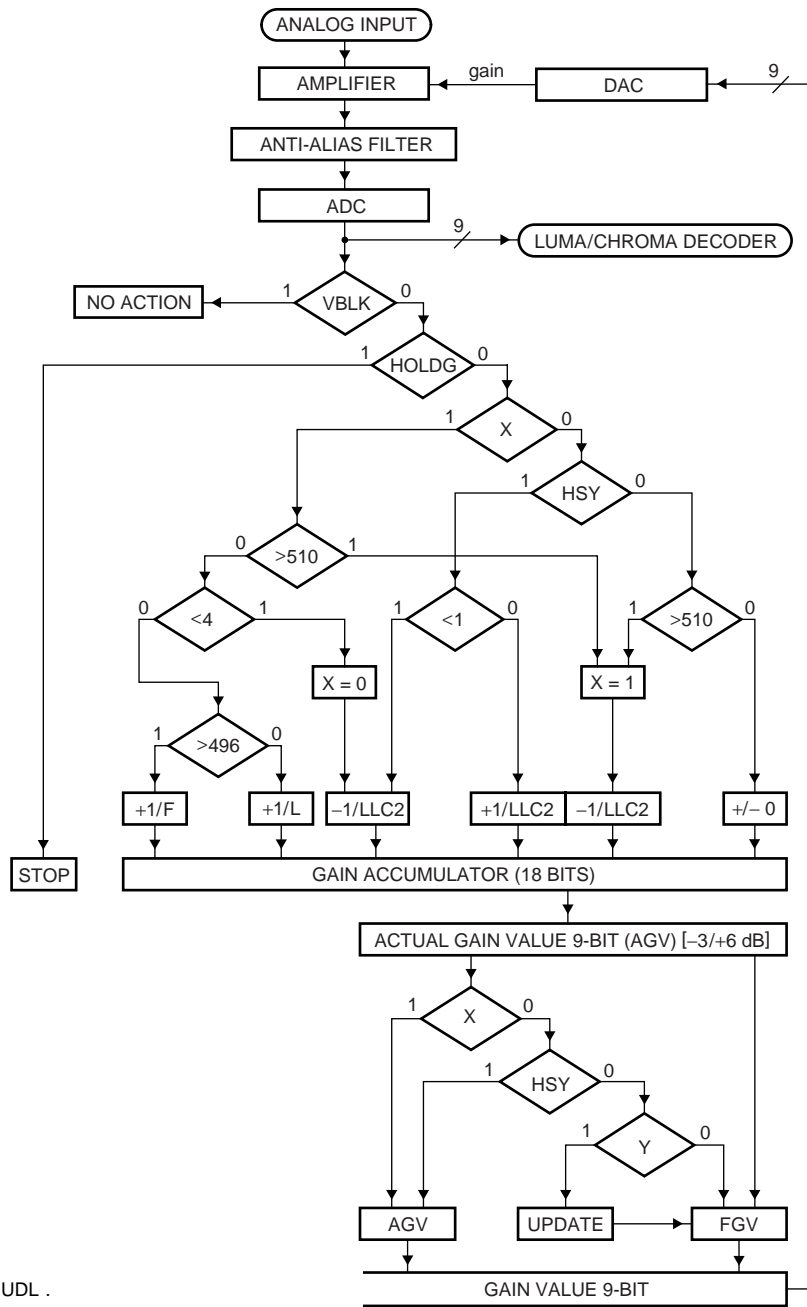 ANALOG INPUT
AMPLIFIER
gain
DAC
9
ANTI-ALIAS FILTER
ADC
9
LUMA/CHROMA DECODER
NO ACTION
1
VBLK
0
1
HOLDG
0
1
X
0
1
HSY
0
0
>510
1
0
<4
1
1
<1
0
1
>510
0
X = 0
X = 1
1
>496
0
+1/F
+1/L
−1/LLC2
+1/LLC2
−1/LLC2
+/− 0
STOP
GAIN ACCUMULATOR (18 BITS)
ACTUAL GAIN VALUE 9-BIT (AGV) [−3/+6 dB]
1
X
0
1
HSY
0
1
Y
0
AGV
UPDATE
FGV
UDL .
GAIN VALUE 9-BIT